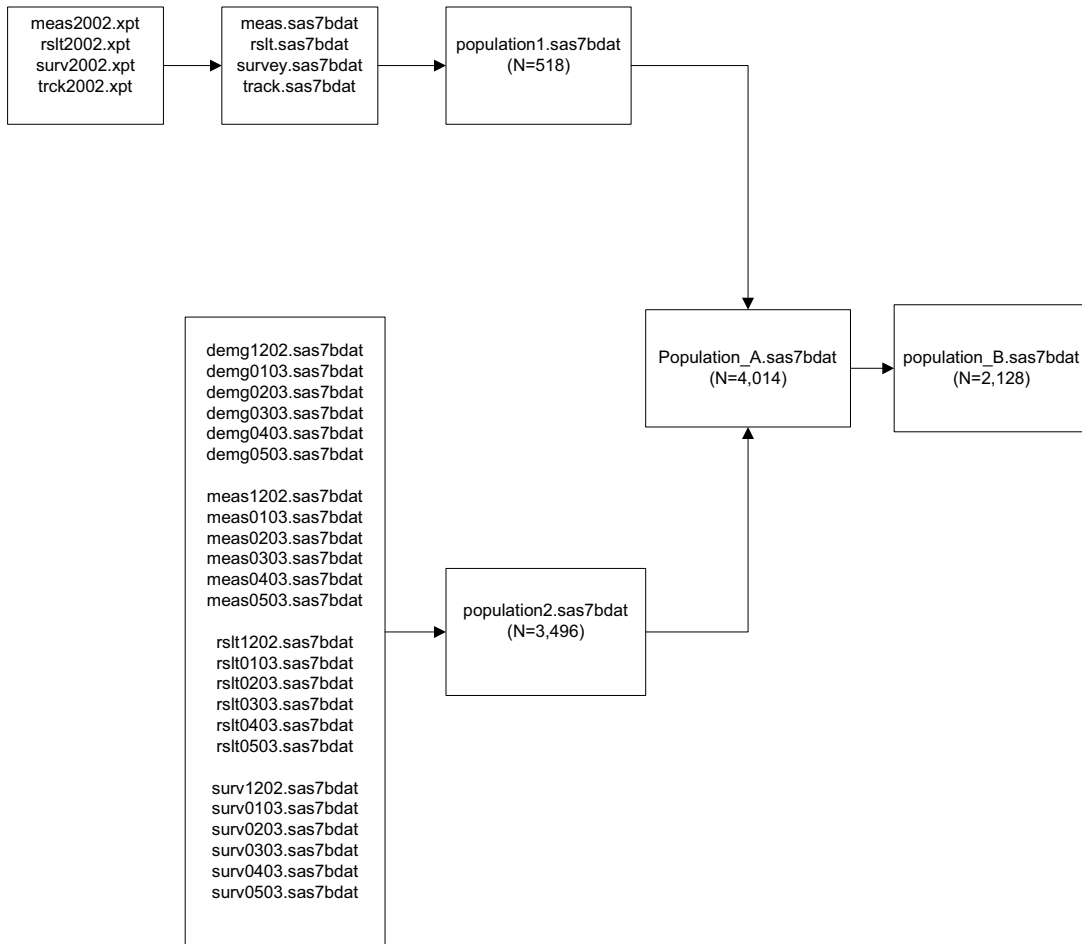 meas2002.xpt
rslt2002.xpt
surv2002.xpt
trck2002.xpt
meas.sas7bdat
rslt.sas7bdat
survey.sas7bdat
track.sas7bdat
population1.sas7bdat
(N=518)
demg1202.sas7bdat
demg0103.sas7bdat
demg0203.sas7bdat
demg0303.sas7bdat
demg0403.sas7bdat
demg0503.sas7bdat
meas1202.sas7bdat
meas0103.sas7bdat
meas0203.sas7bdat
meas0303.sas7bdat
meas0403.sas7bdat
meas0503.sas7bdat
rslt1202.sas7bdat
rslt0103.sas7bdat
rslt0203.sas7bdat
rslt0303.sas7bdat
rslt0403.sas7bdat
rslt0503.sas7bdat
surv1202.sas7bdat
surv0103.sas7bdat
surv0203.sas7bdat
surv0303.sas7bdat
surv0403.sas7bdat
surv0503.sas7bdat
population2.sas7bdat
(N=3,496)
Population_A.sas7bdat
(N=4,014)
population_B.sas7bdat
(N=2,128)